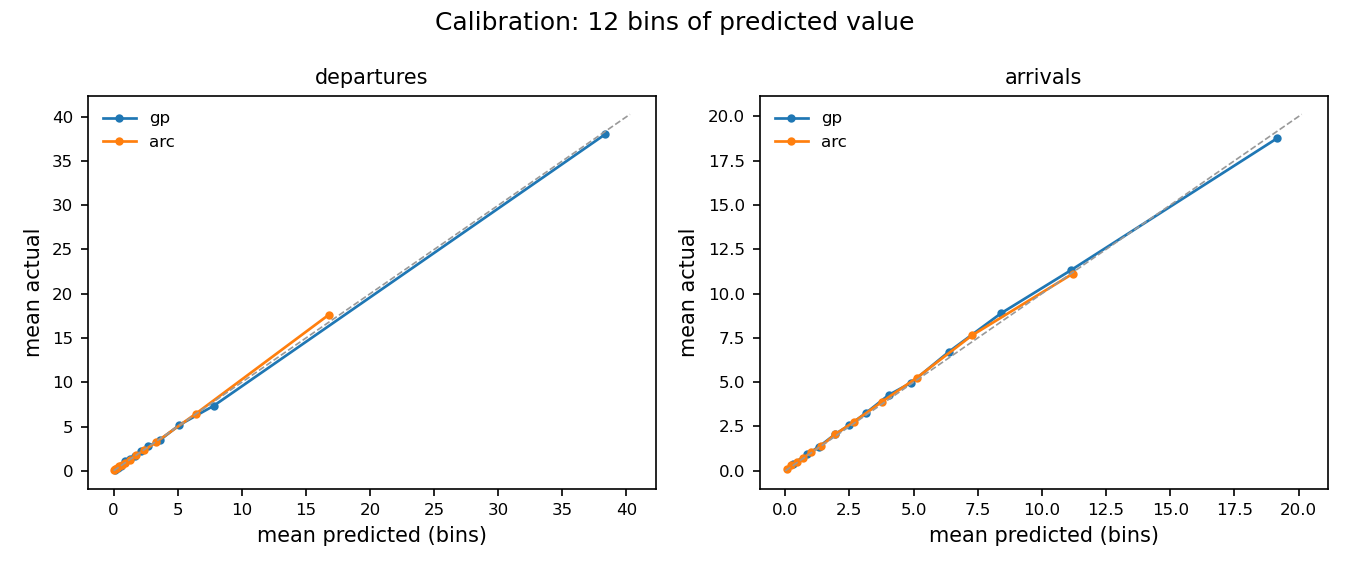 Calibration: 12 bins of predicted value
departures
gp
arc
40
35
30
25
20
15
10
5
0
mean actual
0 5 10 15 20 25 30 35 40
mean predicted (bins)
arrivals
gp
arc
20.0
17.5
15.0
12.5
10.0
7.5
5.0
2.5
0.0
mean actual
0.0 2.5 5.0 7.5 10.0 12.5 15.0 17.5 20.0
mean predicted (bins)